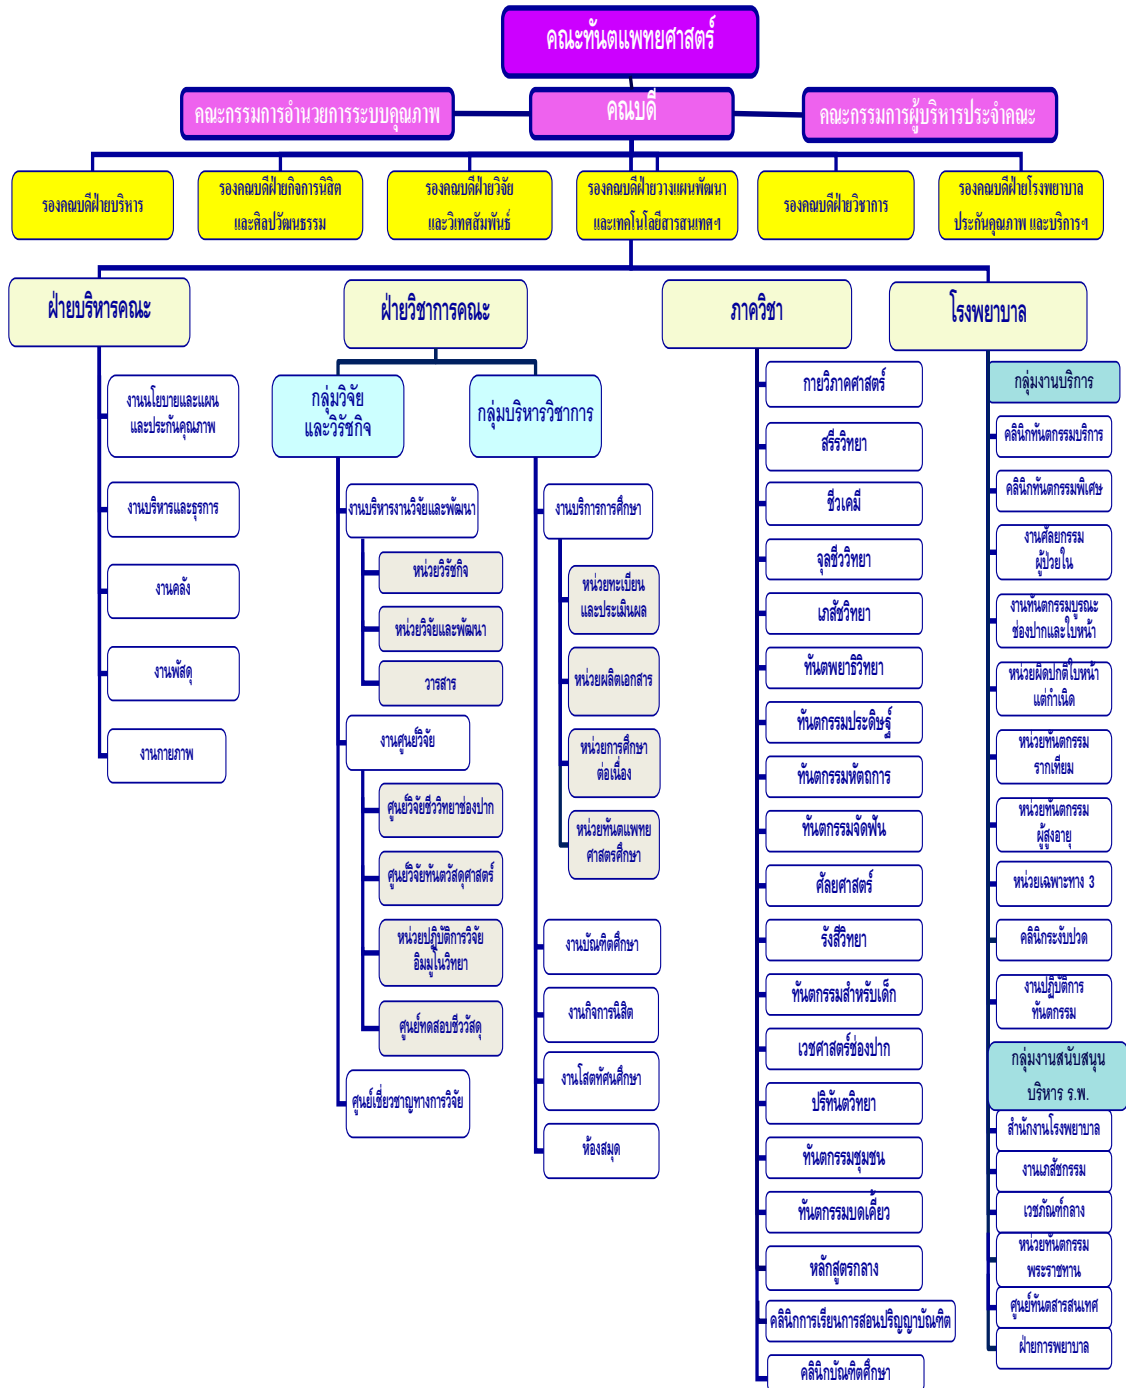 คณะทันตแพทยศาสตร์
คณะกรรมการอำนวยการระบบคุณภาพ
คณบดี
คณะกรรมการผู้บริหารประจำคณะ
รองคณบดีฝ่ายบริหาร
รองคณบดีฝ่ายกิจการนิสิต
และศิลปวัฒนธรรม
รองคณบดีฝ่ายวิจัย
และวิเทศสัมพันธ์
รองคณบดีฝ่ายวางแผนพัฒนา
และเทคโนโลยีสารสนเทศฯ
รองคณบดีฝ่ายวิชาการ
รองคณบดีฝ่ายโรงพยาบาล
ประกันคุณภาพ และบริการฯ
ฝ่ายบริหารคณะ
งานนโยบายและแผน
และประกันคุณภาพ
งานบริหารและธุรการ
งานคลัง
งานพัสดุ
งานกายภาพ
ฝ่ายวิชาการคณะ
กลุ่มวิจัย
และวิรัชกิจ
งานบริหารงานวิจัยและพัฒนา
หน่วยวิรัชกิจ
หน่วยวิจัยและพัฒนา
วารสาร
งานศูนย์วิจัย
ศูนย์วิจัยชีววิทยาช่องปาก
ศูนย์วิจัยทันตวัสดุศาสตร์
หน่วยปฏิบัติการวิจัย
อิมมูโนวิทยา
ศูนย์ทดสอบชีววัสดุ
ศูนย์เชี่ยวชาญทางการวิจัย
กลุ่มบริหารวิชาการ
งานบริการการศึกษา
หน่วยทะเบียน
และประเมินผล
หน่วยผลิตเอกสาร
หน่วยการศึกษา
ต่อเนื่อง
หน่วยทันตแพทย
ศาสตรศึกษา
งานบัณฑิตศึกษา
งานกิจการนิสิต
งานโสตทัศนศึกษา
ห้องสมุด
ภาควิชา
กายวิภาคศาสตร์
สรีรวิทยา
ชีวเคมี
จุลชีววิทยา
เภสัชวิทยา
ทันตพยาธิวิทยา
ทันตกรรมประดิษฐ์
ทันตกรรมหัตถการ
ทันตกรรมจัดฟัน
ศัลยศาสตร์
รังสีวิทยา
ทันตกรรมสำหรับเด็ก
เวชศาสตร์ช่องปาก
ปริทันตวิทยา
ทันตกรรมชุมชน
ทันตกรรมบดเคี้ยว
หลักสูตรกลาง
คลินิกการเรียนการสอนปริญญาบัณฑิต
คลินิกบัณฑิตศึกษา
โรงพยาบาล
กลุ่มงานบริการ
คลินิกทันตกรรมบริการ
คลินิกทันตกรรมพิเศษ
งานศัลยกรรม
ผู้ป่วยใน
งานทันตกรรมบูรณะ
ช่องปากและใบหน้า
หน่วยผิดปกติใบหน้า
แต่กำเนิด
หน่วยทันตกรรม
รากเทียม
หน่วยทันตกรรม
ผู้สูงอายุ
หน่วยเฉพาะทาง 3
คลินิกระงับปวด
งานปฏิบัติการ
ทันตกรรม
กลุ่มงานสนับสนุน
บริหาร ร.พ.
สำนักงานโรงพยาบาล
งานเภสัชกรรม
เวชภัณฑ์กลาง
หน่วยทันตกรรม
พระราชทาน
ศูนย์ทันตสารสนเทศ
ฝ่ายการพยาบาล